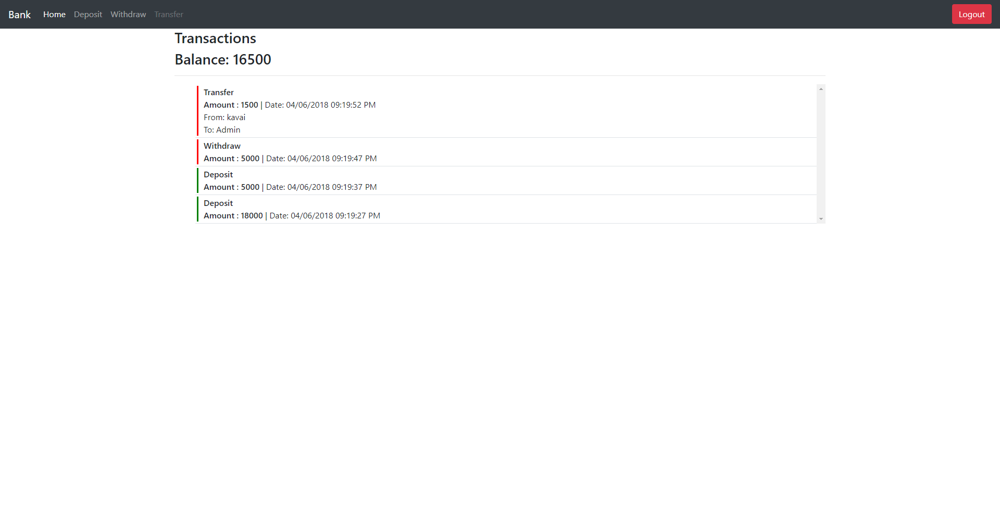 Bank Home Deposit Withdraw Transfer Logout
Transactions
Balance: 16500
Transfer
Amount : 1500 | Date: 04/06/2018 09:19:52 PM
From: kavai
To: Admin
Withdraw
Amount : 5000 | Date: 04/06/2018 09:19:47 PM
Deposit
Amount : 5000 | Date: 04/06/2018 09:19:37 PM
Deposit
Amount : 18000 | Date: 04/06/2018 09:19:27 PM